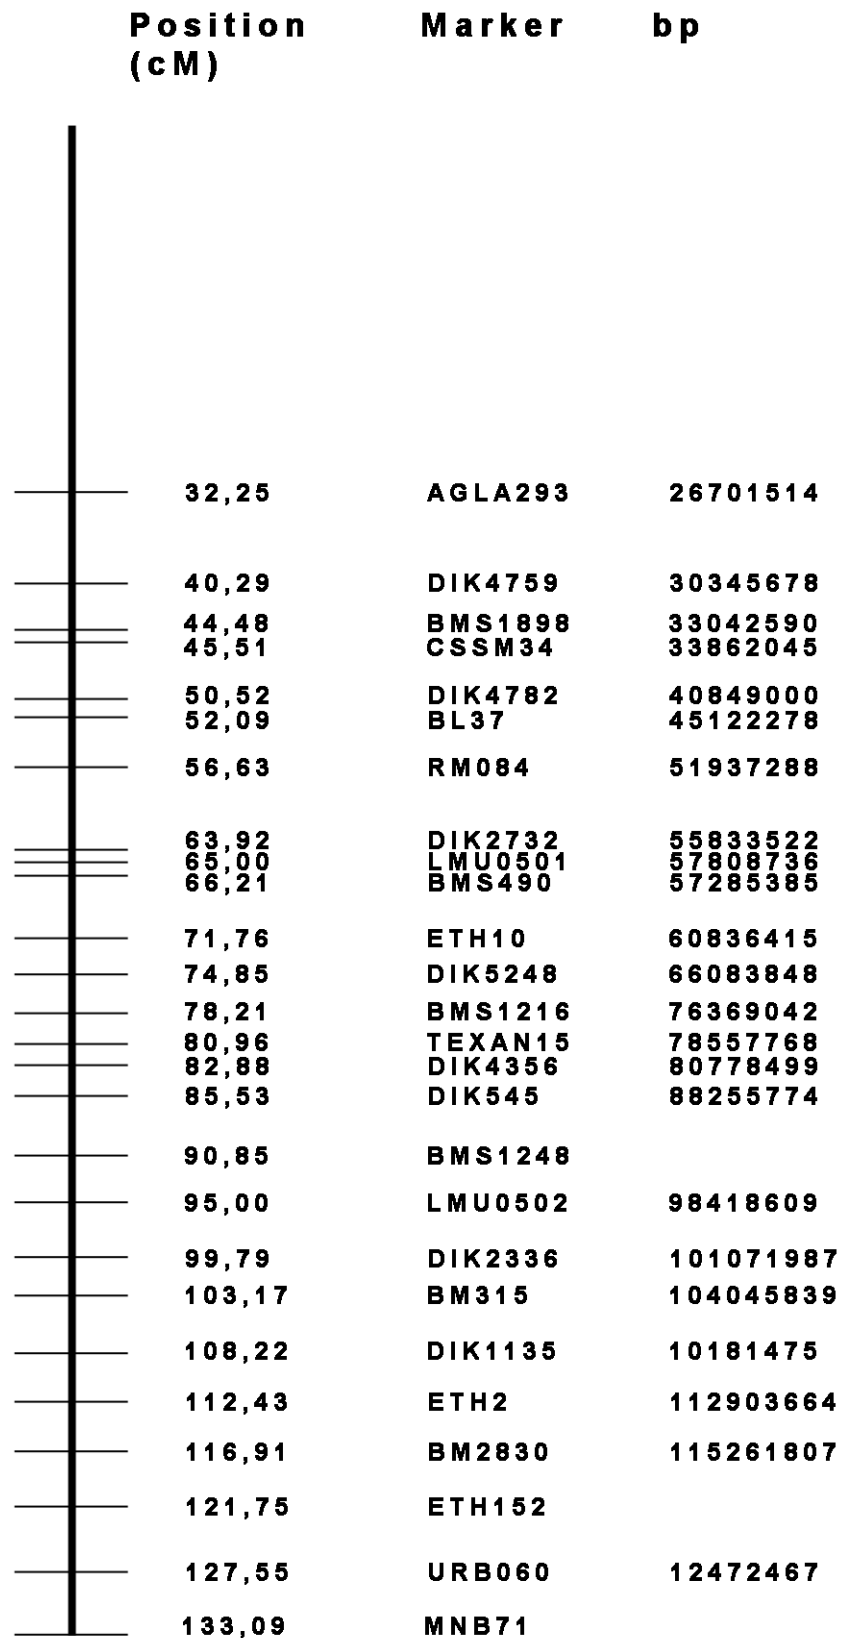 Position Marker bp
(cM)
32,25 AGLA293 26701514
40,29 DIK4759 30345678
44,48 BMS1898 33042590
45,51 CSSM34 33862045
50,52 DIK4782 40849000
52,09 BL37 45122278
56,63 RM084 51937288
63,92 DIK2732 55833522
65,00 LMU0501 57808736
66,21 BMS490 57285385
71,76 ETH10 60836415
74,85 DIK5248 66083848
78,21 BMS1216 76369042
80,96 TEXAN15 78557768
82,88 DIK4356 80778499
85,53 DIK545 88255774
90,85 BMS1248
95,00 LMU0502 98418609
99,79 DIK2336 101071987
103,17 BM315 104045839
108,22 DIK1135 10181475
112,43 ETH2 112903664
116,91 BM2830 115261807
121,75 ETH152
127,55 URB060 12472467
133,09 MNB71